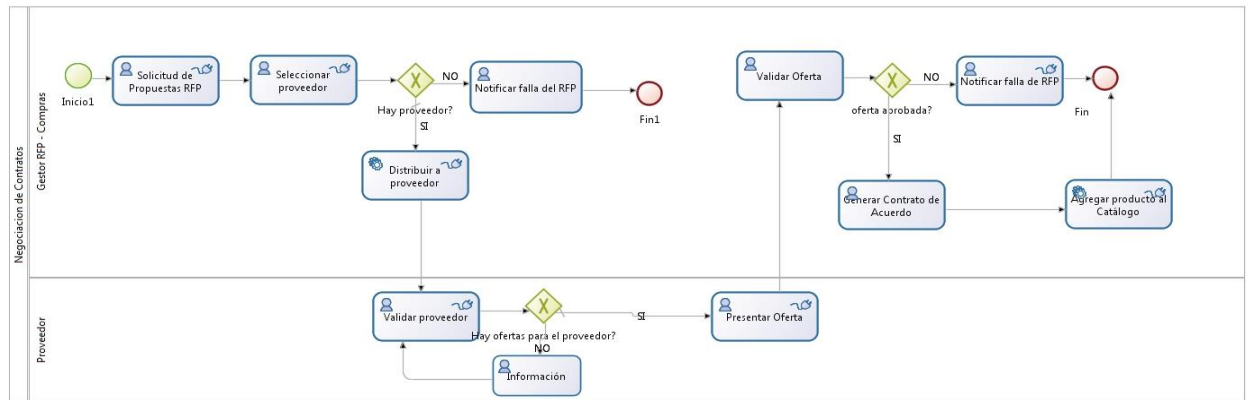 Negociacion de Contratos
Gestor RFP - Compras
Inicio1
Solicitud de
Propuestas RFP
Seleccionar
proveedor
Hay proveedor?
NO
SI
Notificar falla del RFP
Fin1
Distribuir a
proveedor
Validar Oferta
oferta aprobada?
NO
SI
Notificar falla de RFP
Fin
Generar Contrato de
Acuerdo
Agregar producto al
Catálogo
Proveedor
Validar proveedor
Hay ofertas para el proveedor?
SI
NO
Información
Presentar Oferta